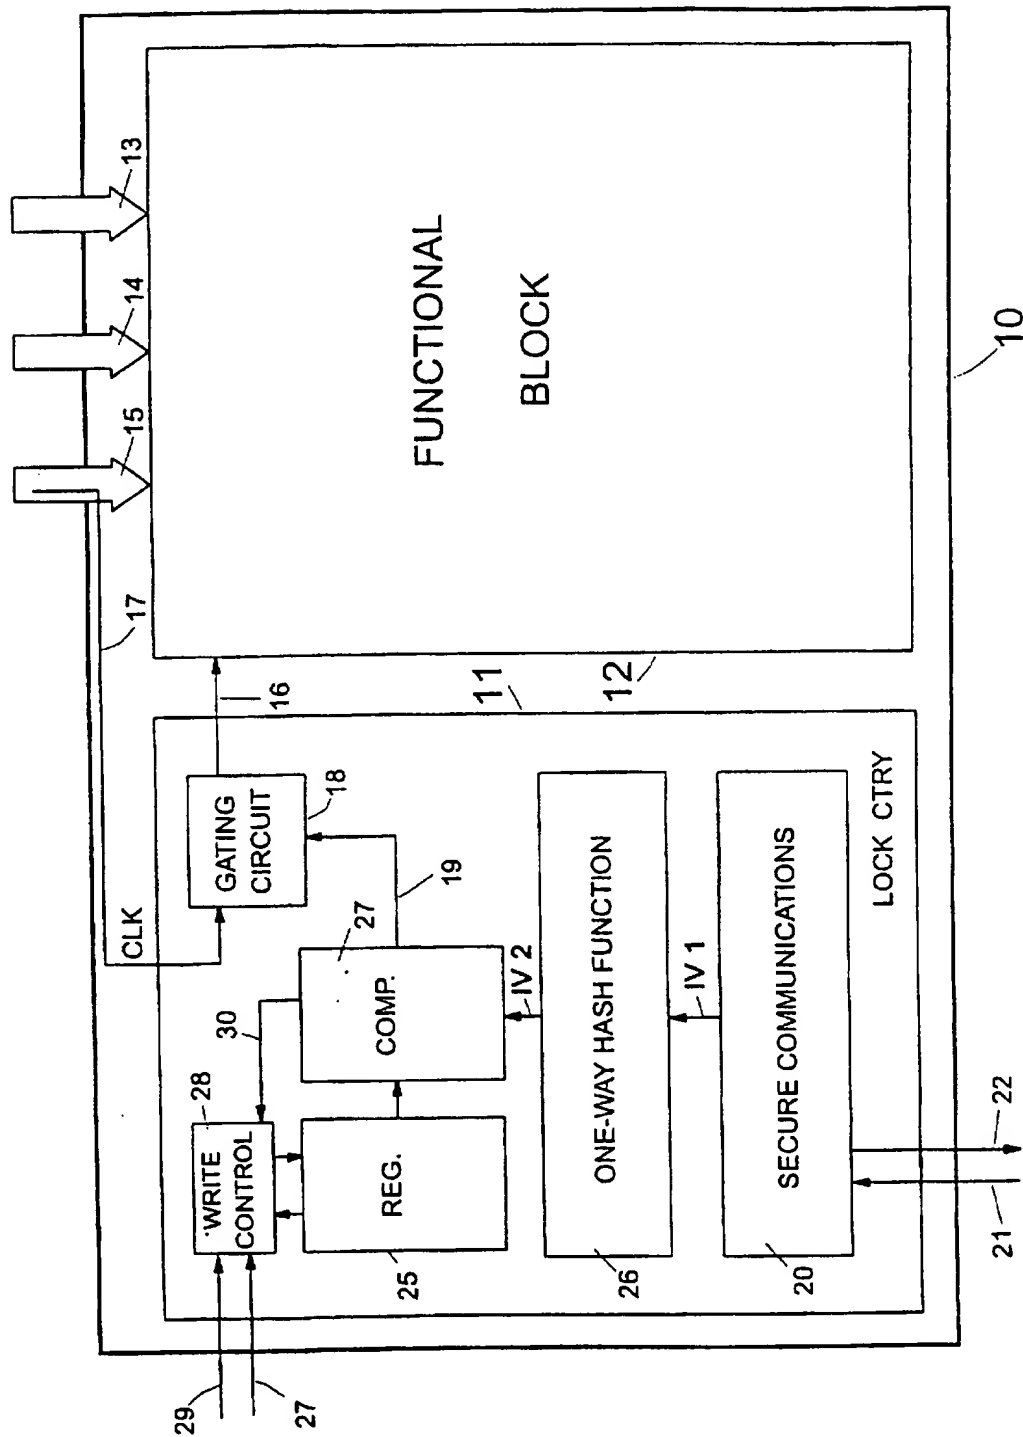 13
14
15
17
FUNCTIONAL
BLOCK
10
16
11
12
CLK
GATING
CIRCUIT
18
19
27
COMP.
30
28
WRITE
CONTROL
REG.
25
29
27
IV 2
ONE-WAY HASH FUNCTION
26
IV 1
SECURE COMMUNICATIONS
20
LOCK CTRY
21
22